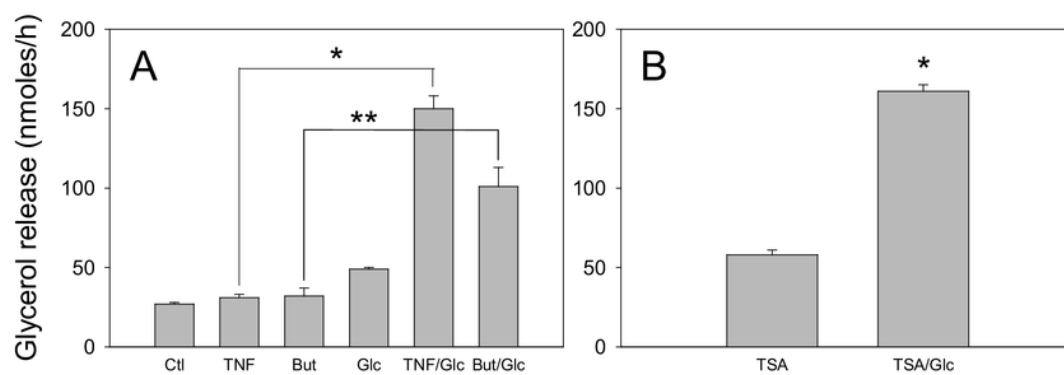 Glycerol release (nmoles/h)
200
150
100
50
0
A
*
**
Ctl TNF But Glc TNF/Glc But/Glc
200
150
100
50
0
B
*
TSA TSA/Glc